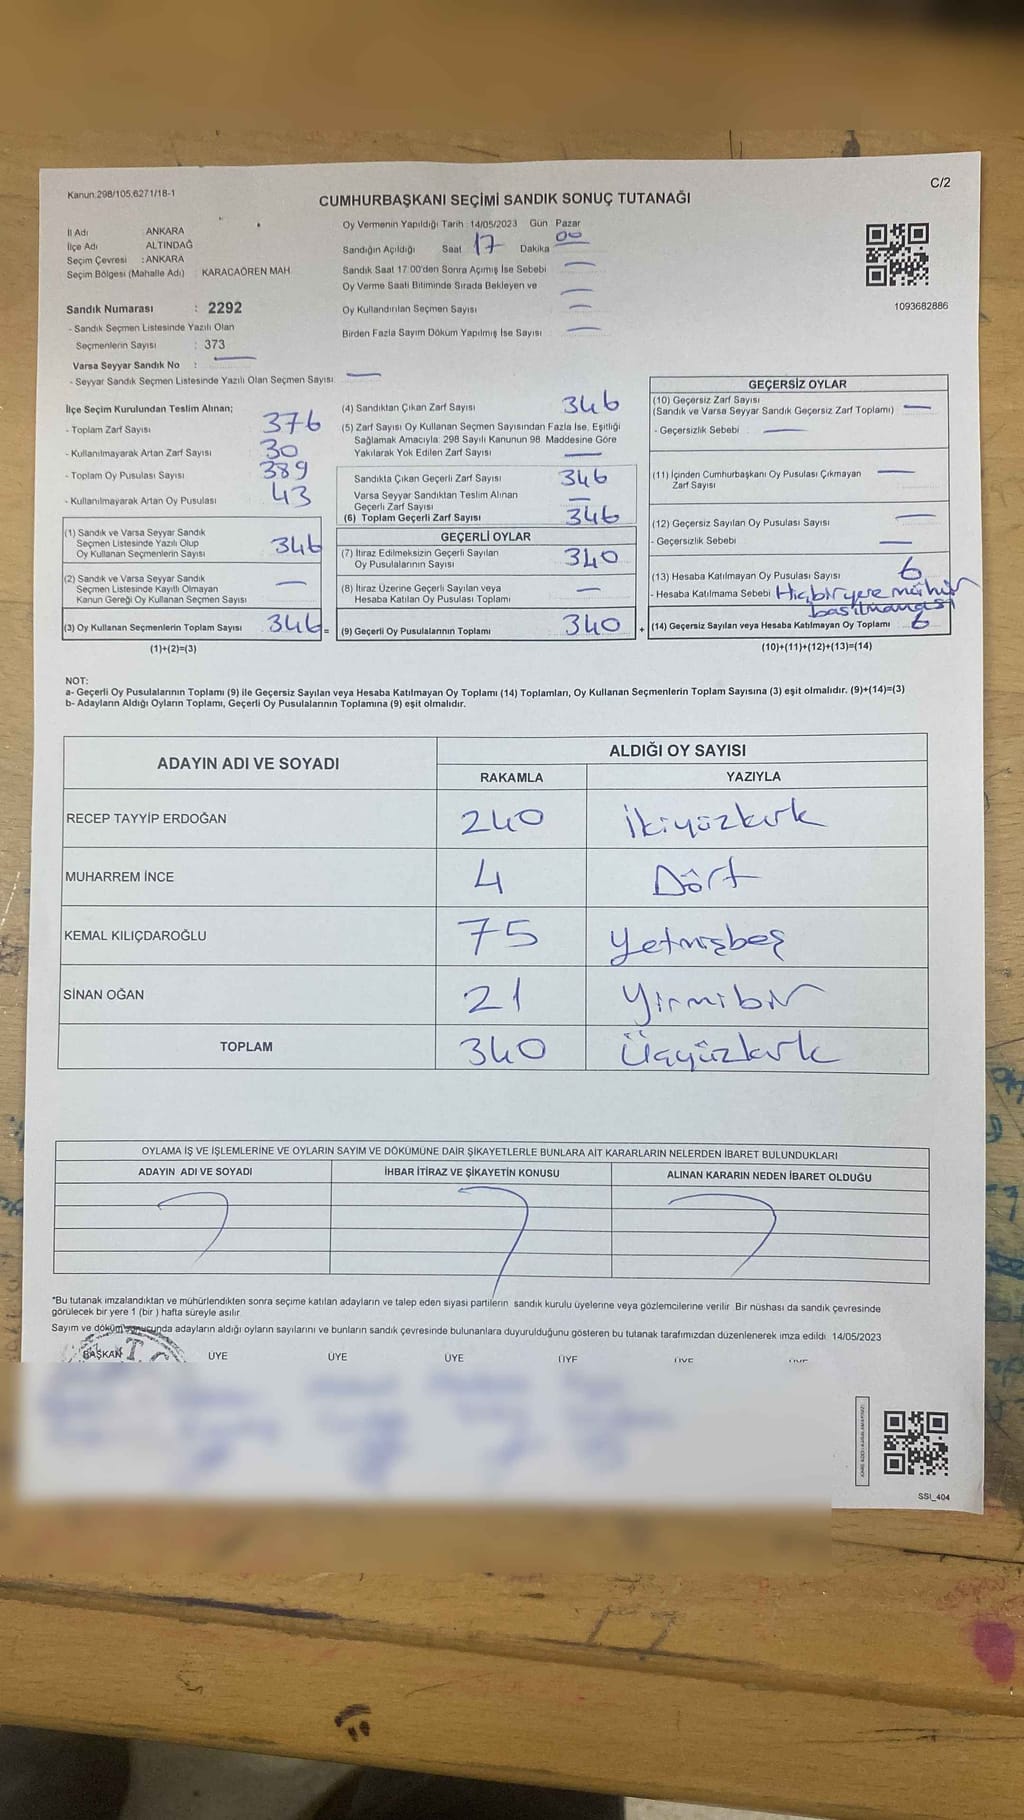 Kanun:298/105,6271/18-1
C/2
CUMHURBAŞKANI SEÇİMİ SANDIK SONUÇ TUTANAĞI
İl Adı : ANKARA
İlçe Adı : ALTINDAĞ
Seçim Çevresi : ANKARA
Seçim Bölgesi (Mahalle Adı) : KARACAÖREN MAH.
Sandık Numarası : 2292
- Sandık Seçmen Listesinde Yazılı Olan
Seçmenlerin Sayısı : 373
Varsa Seyyar Sandık No : —
- Seyyar Sandık Seçmen Listesinde Yazılı Olan Seçmen Sayısı —
Oy Vermenin Yapıldığı Tarih 14/05/2023 Gün Pazar
Sandığın Açıldığı Saat 17 Dakika 00
Sandık Saat 17:00'den Sonra Açımış İse Sebebi —
Oy Verme Saati Bitiminde Sırada Bekleyen ve —
Oy Kullandırılan Seçmen Sayısı —
Birden Fazla Sayım Döküm Yapılmış İse Sayısı —
1093682886
İlçe Seçim Kurulundan Teslim Alınan;
- Toplam Zarf Sayısı 376
- Kullanılmayarak Artan Zarf Sayısı 30
- Toplam Oy Pusulası Sayısı 389
- Kullanılmayarak Artan Oy Pusulası 43
(1) Sandık ve Varsa Seyyar Sandık
Seçmen Listesinde Yazılı Olup
Oy Kullanan Seçmenlerin Sayısı 346
(2) Sandık ve Varsa Seyyar Sandık
Seçmen Listesinde Kayıtlı Olmayan
Kanun Gereği Oy Kullanan Seçmen Sayısı —
(3) Oy Kullanan Seçmenlerin Toplam Sayısı 346 =
(1)+(2)=(3)
(4) Sandıktan Çıkan Zarf Sayısı 346
(5) Zarf Sayısı Oy Kullanan Seçmen Sayısından Fazla İse, Eşitliği
Sağlamak Amacıyla: 298 Sayılı Kanunun 98. Maddesine Göre
Yakılarak Yok Edilen Zarf Sayısı —
Sandıkta Çıkan Geçerli Zarf Sayısı 346
Varsa Seyyar Sandıktan Teslim Alınan
Geçerli Zarf Sayısı —
(6) Toplam Geçerli Zarf Sayısı 346
GEÇERLİ OYLAR
(7) İtiraz Edilmeksizin Geçerli Sayılan
Oy Pusulalarının Sayısı 340
(8) İtiraz Üzerine Geçerli Sayılan veya
Hesaba Katılan Oy Pusulası Toplamı —
(9) Geçerli Oy Pusulalarının Toplamı 340 +
GEÇERSİZ OYLAR
(10) Geçersiz Zarf Sayısı —
(Sandık ve Varsa Seyyar Sandık Geçersiz Zarf Toplamı)
- Geçersizlik Sebebi —
(11) İçinden Cumhurbaşkanı Oy Pusulası Çıkmayan —
Zarf Sayısı
(12) Geçersiz Sayılan Oy Pusulası Sayısı —
- Geçersizlik Sebebi —
(13) Hesaba Katılmayan Oy Pusulası Sayısı 6
- Hesaba Katılmama Sebebi Hiçbir yere mühür
basılmaması
(14) Geçersiz Sayılan veya Hesaba Katılmayan Oy Toplamı 6
(10)+(11)+(12)+(13)=(14)
NOT:
a- Geçerli Oy Pusulalarının Toplamı (9) ile Geçersiz Sayılan veya Hesaba Katılmayan Oy Toplamı (14) Toplamları, Oy Kullanan Seçmenlerin Toplam Sayısına (3) eşit olmalıdır. (9)+(14)=(3)
b- Adayların Aldığı Oyların Toplamı, Geçerli Oy Pusulalarının Toplamına (9) eşit olmalıdır.
ADAYIN ADI VE SOYADI
ALDIĞI OY SAYISI
RAKAMLA YAZIYLA
RECEP TAYYİP ERDOĞAN 240 İkiyüzkırk
MUHARREM İNCE 4 Dört
KEMAL KILIÇDAROĞLU 75 Yetmişbeş
SİNAN OĞAN 21 Yirmibir
TOPLAM 340 Üçyüzkırk
OYLAMA İŞ VE İŞLEMLERİNE VE OYLARIN SAYIM VE DÖKÜMÜNE DAİR ŞİKAYETLERLE BUNLARA AİT KARARLARIN NELERDEN İBARET BULUNDUKLARI
ADAYIN ADI VE SOYADI İHBAR İTİRAZ VE ŞİKAYETİN KONUSU ALINAN KARARIN NEDEN İBARET OLDUĞU
*Bu tutanak imzalandıktan ve mühürlendikten sonra seçime katılan adayların ve talep eden siyasi partilerin sandık kurulu üyelerine veya gözlemcilerine verilir. Bir nüshası da sandık çevresinde
görülecek bir yere 1 (bir) hafta süreyle asılır.
Sayım ve döküm sonucunda adayların aldığı oyların sayılarını ve bunların sandık çevresinde bulunanlara duyurulduğunu gösteren bu tutanak tarafımızdan düzenlenerek imza edildi. 14/05/2023
BAŞKAN ÜYE ÜYE ÜYE ÜYE ÜYE ÜYE
T.C.
SSI_404